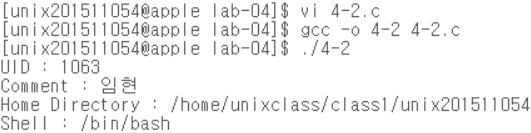 [unix201511054@apple lab-04]$ vi 4-2.c
[unix201511054@apple lab-04]$ gcc -o 4-2 4-2.c
[unix201511054@apple lab-04]$ ./4-2
UID : 1063
Comment : 임현
Home Directory : /home/unixclass/class1/unix201511054
Shell : /bin/bash